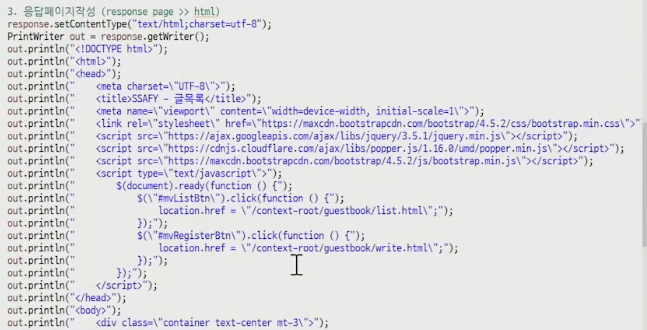 3. 응답페이지작성 (response page >> html)
response.setContentType("text/html;charset=utf-8");
PrintWriter out = response.getWriter();
out.println("<!DOCTYPE html>");
out.println("<html>");
out.println("<head>");
out.println("    <meta charset=\"UTF-8\">");
out.println("    <title>SSAFY - 글목록</title>");
out.println("    <meta name=\"viewport\" content=\"width=device-width, initial-scale=1\">");
out.println("    <link rel=\"stylesheet\" href=\"https://maxcdn.bootstrapcdn.com/bootstrap/4.5.2/css/bootstrap.min.css\">"
out.println("    <script src=\"https://ajax.googleapis.com/ajax/libs/jquery/3.5.1/jquery.min.js\"></script>");
out.println("    <script src=\"https://cdnjs.cloudflare.com/ajax/libs/popper.js/1.16.0/umd/popper.min.js\"></script>");
out.println("    <script src=\"https://maxcdn.bootstrapcdn.com/bootstrap/4.5.2/js/bootstrap.min.js\"></script>");
out.println("    <script type=\"text/javascript\">");
out.println("        $(document).ready(function () {");
out.println("            $(\"#mvListBtn\").click(function () {");
out.println("                location.href = \"/context-root/guestbook/list.html\";");
out.println("            });");
out.println("            $(\"#mvRegisterBtn\").click(function () {");
out.println("                location.href = \"/context-root/guestbook/write.html\";");
out.println("            });");
out.println("        });");
out.println("    </script>");
out.println("</head>");
out.println("<body>");
out.println("    <div class=\"container text-center mt-3\">");